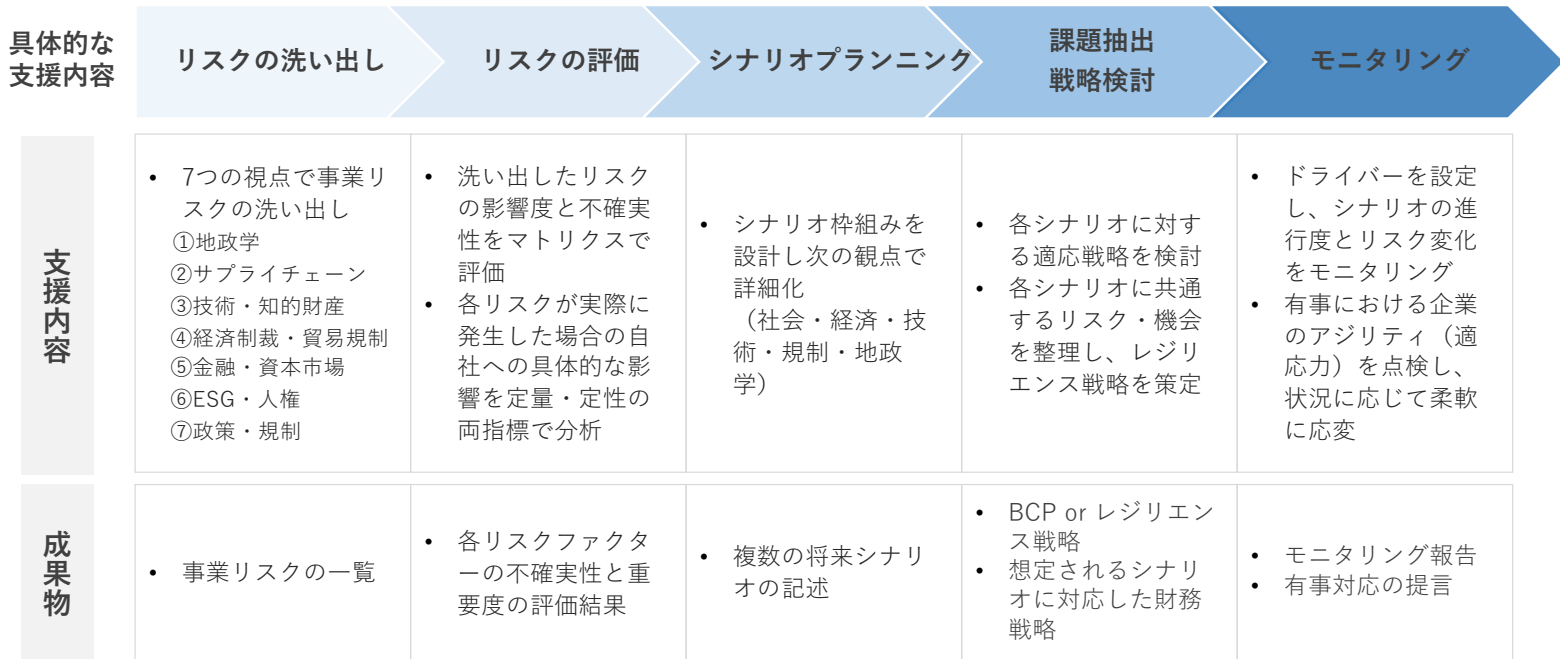 具体的な
支援内容
リスクの洗い出し
リスクの評価
シナリオプランニング
課題抽出
戦略検討
モニタリング
支援内容
• 7つの視点で事業リ
スクの洗い出し
①地政学
②サプライチェーン
③技術・知的財産
④経済制裁・貿易規制
⑤金融・資本市場
⑥ESG・人権
⑦政策・規制
• 洗い出したリスク
の影響度と不確実
性をマトリクスで
評価
• 各リスクが実際に
発生した場合の自
社への具体的な影
響を定量・定性の
両指標で分析
• シナリオ枠組みを
設計し次の観点で
詳細化
（社会・経済・技
術・規制・地政
学）
• 各シナリオに対す
る適応戦略を検討
• 各シナリオに共通
するリスク・機会
を整理し、レジリ
エンス戦略を策定
• ドライバーを設定
し、シナリオの進
行度とリスク変化
をモニタリング
• 有事における企業
のアジリティ（適
応力）を点検し、
状況に応じて柔軟
に応変
成果物
• 事業リスクの一覧
• 各リスクファクタ
ーの不確実性と重
要度の評価結果
• 複数の将来シナリ
オの記述
• BCP or レジリエン
ス戦略
• 想定されるシナリ
オに対応した財務
戦略
• モニタリング報告
• 有事対応の提言